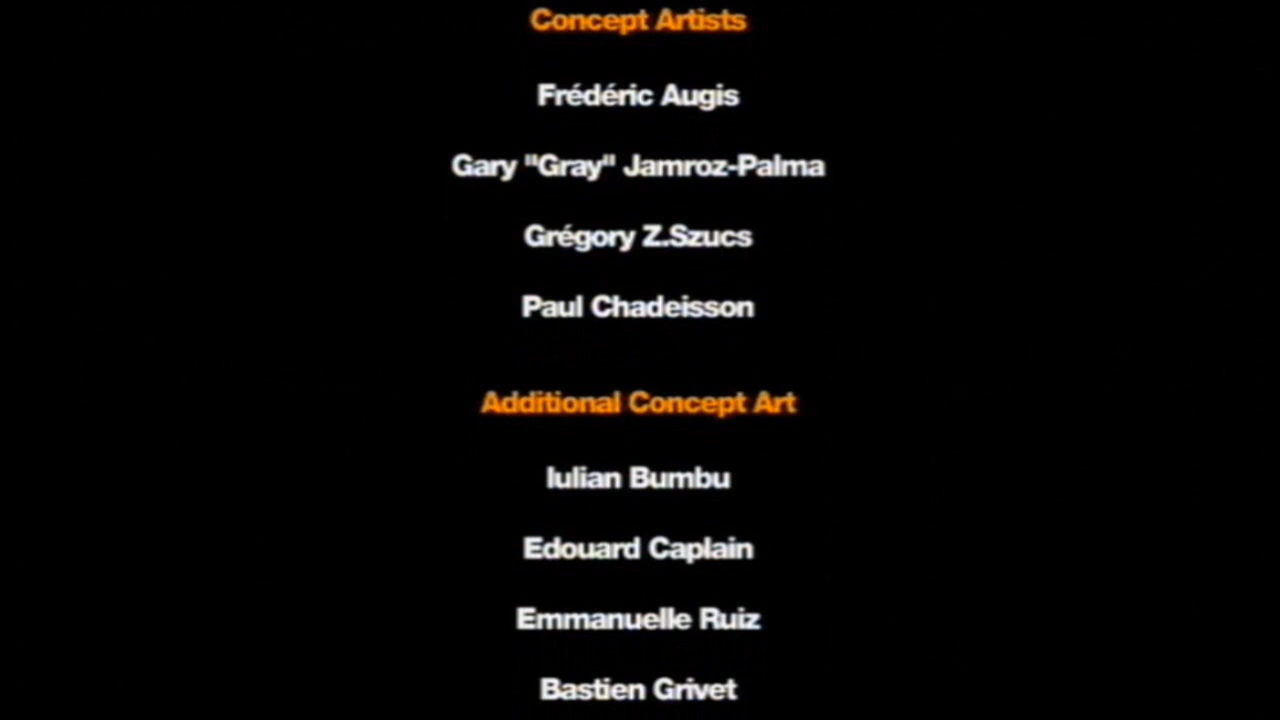 Concept Artists
Frédéric Augis
Gary "Gray" Jamroz-Palma
Grégory Z.Szucs
Paul Chadeisson
Additional Concept Art
Iulian Bumbu
Edouard Caplain
Emmanuelle Ruiz
Bastien Grivet